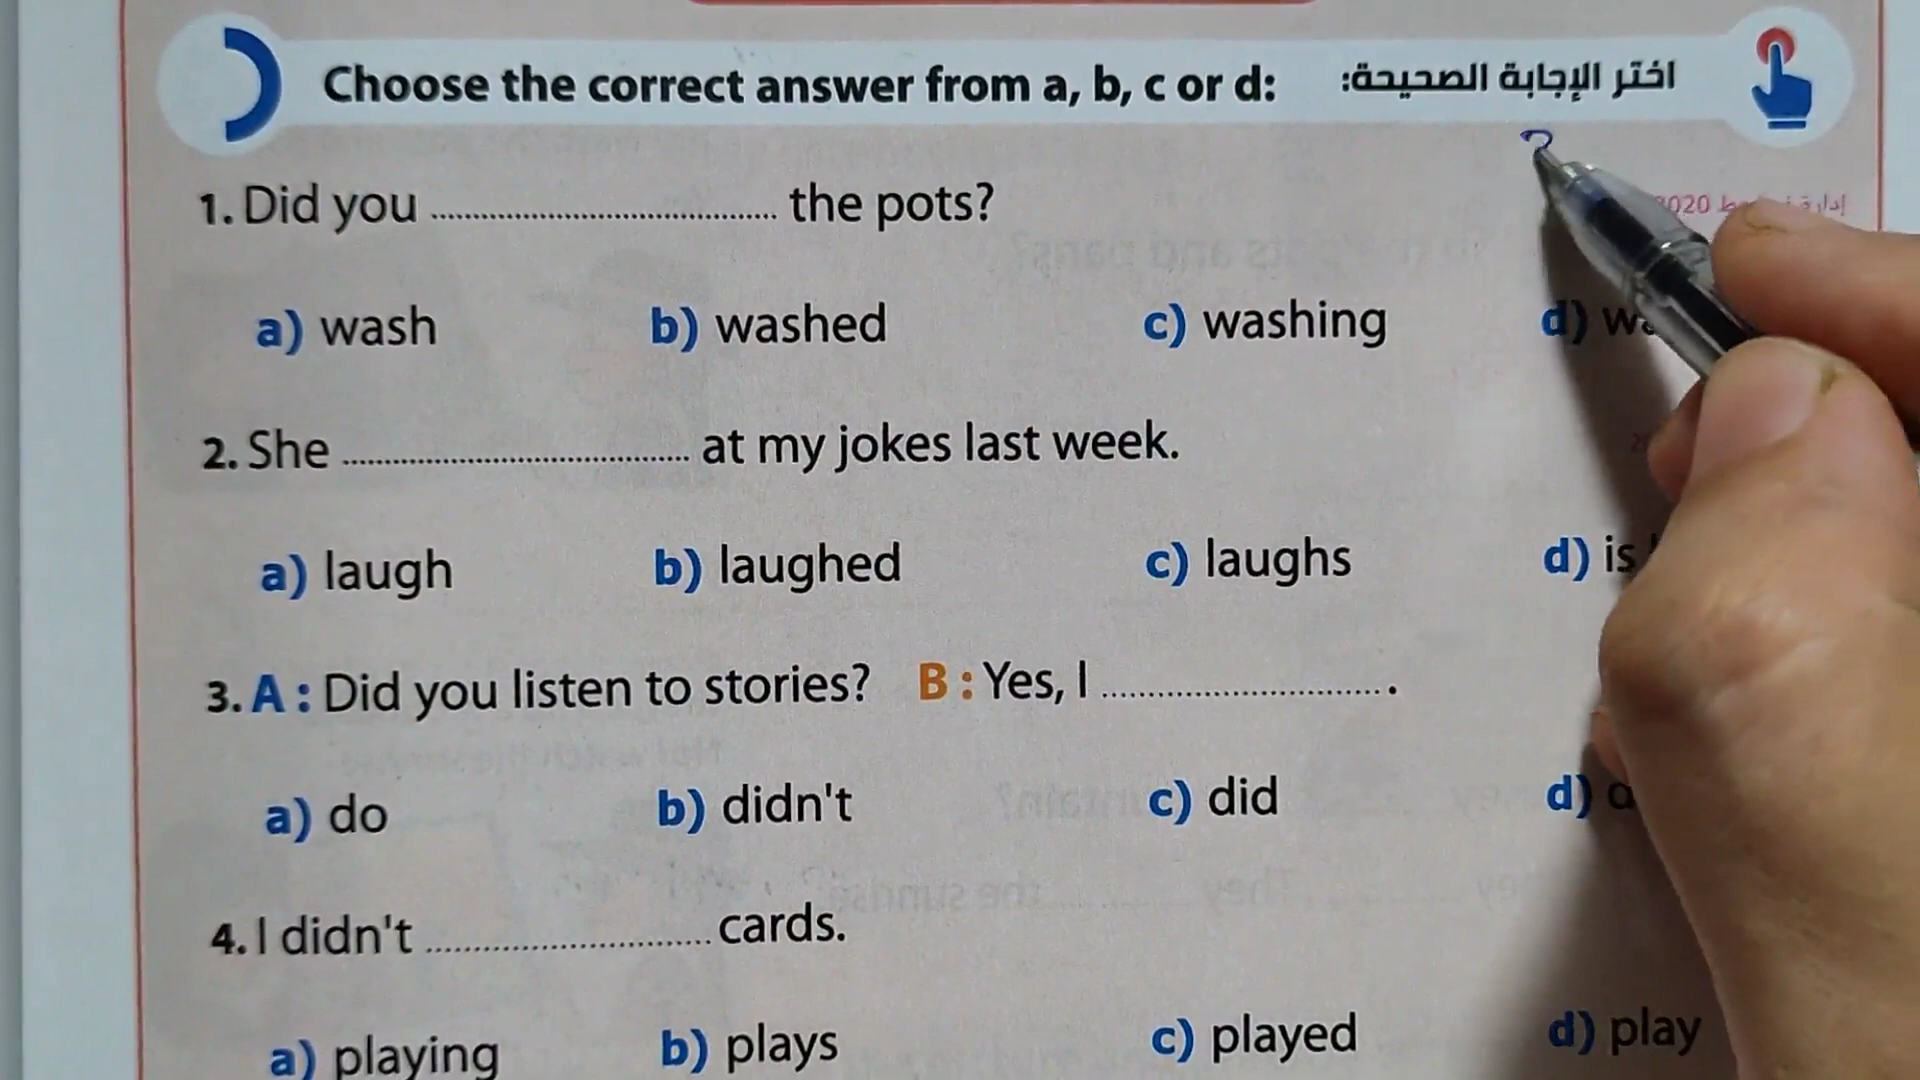 Choose the correct answer from a, b, c or d: اختر الإجابة الصحيحة:
2020 إدارة
1. Did you ........................................ the pots?
a) wash b) washed c) washing d)
2. She ........................................ at my jokes last week.
a) laugh b) laughed c) laughs d) is
3. A : Did you listen to stories? B : Yes, I ................................ .
a) do b) didn't c) did d)
4. I didn't ................................ cards.
a) playing b) plays c) played d) play